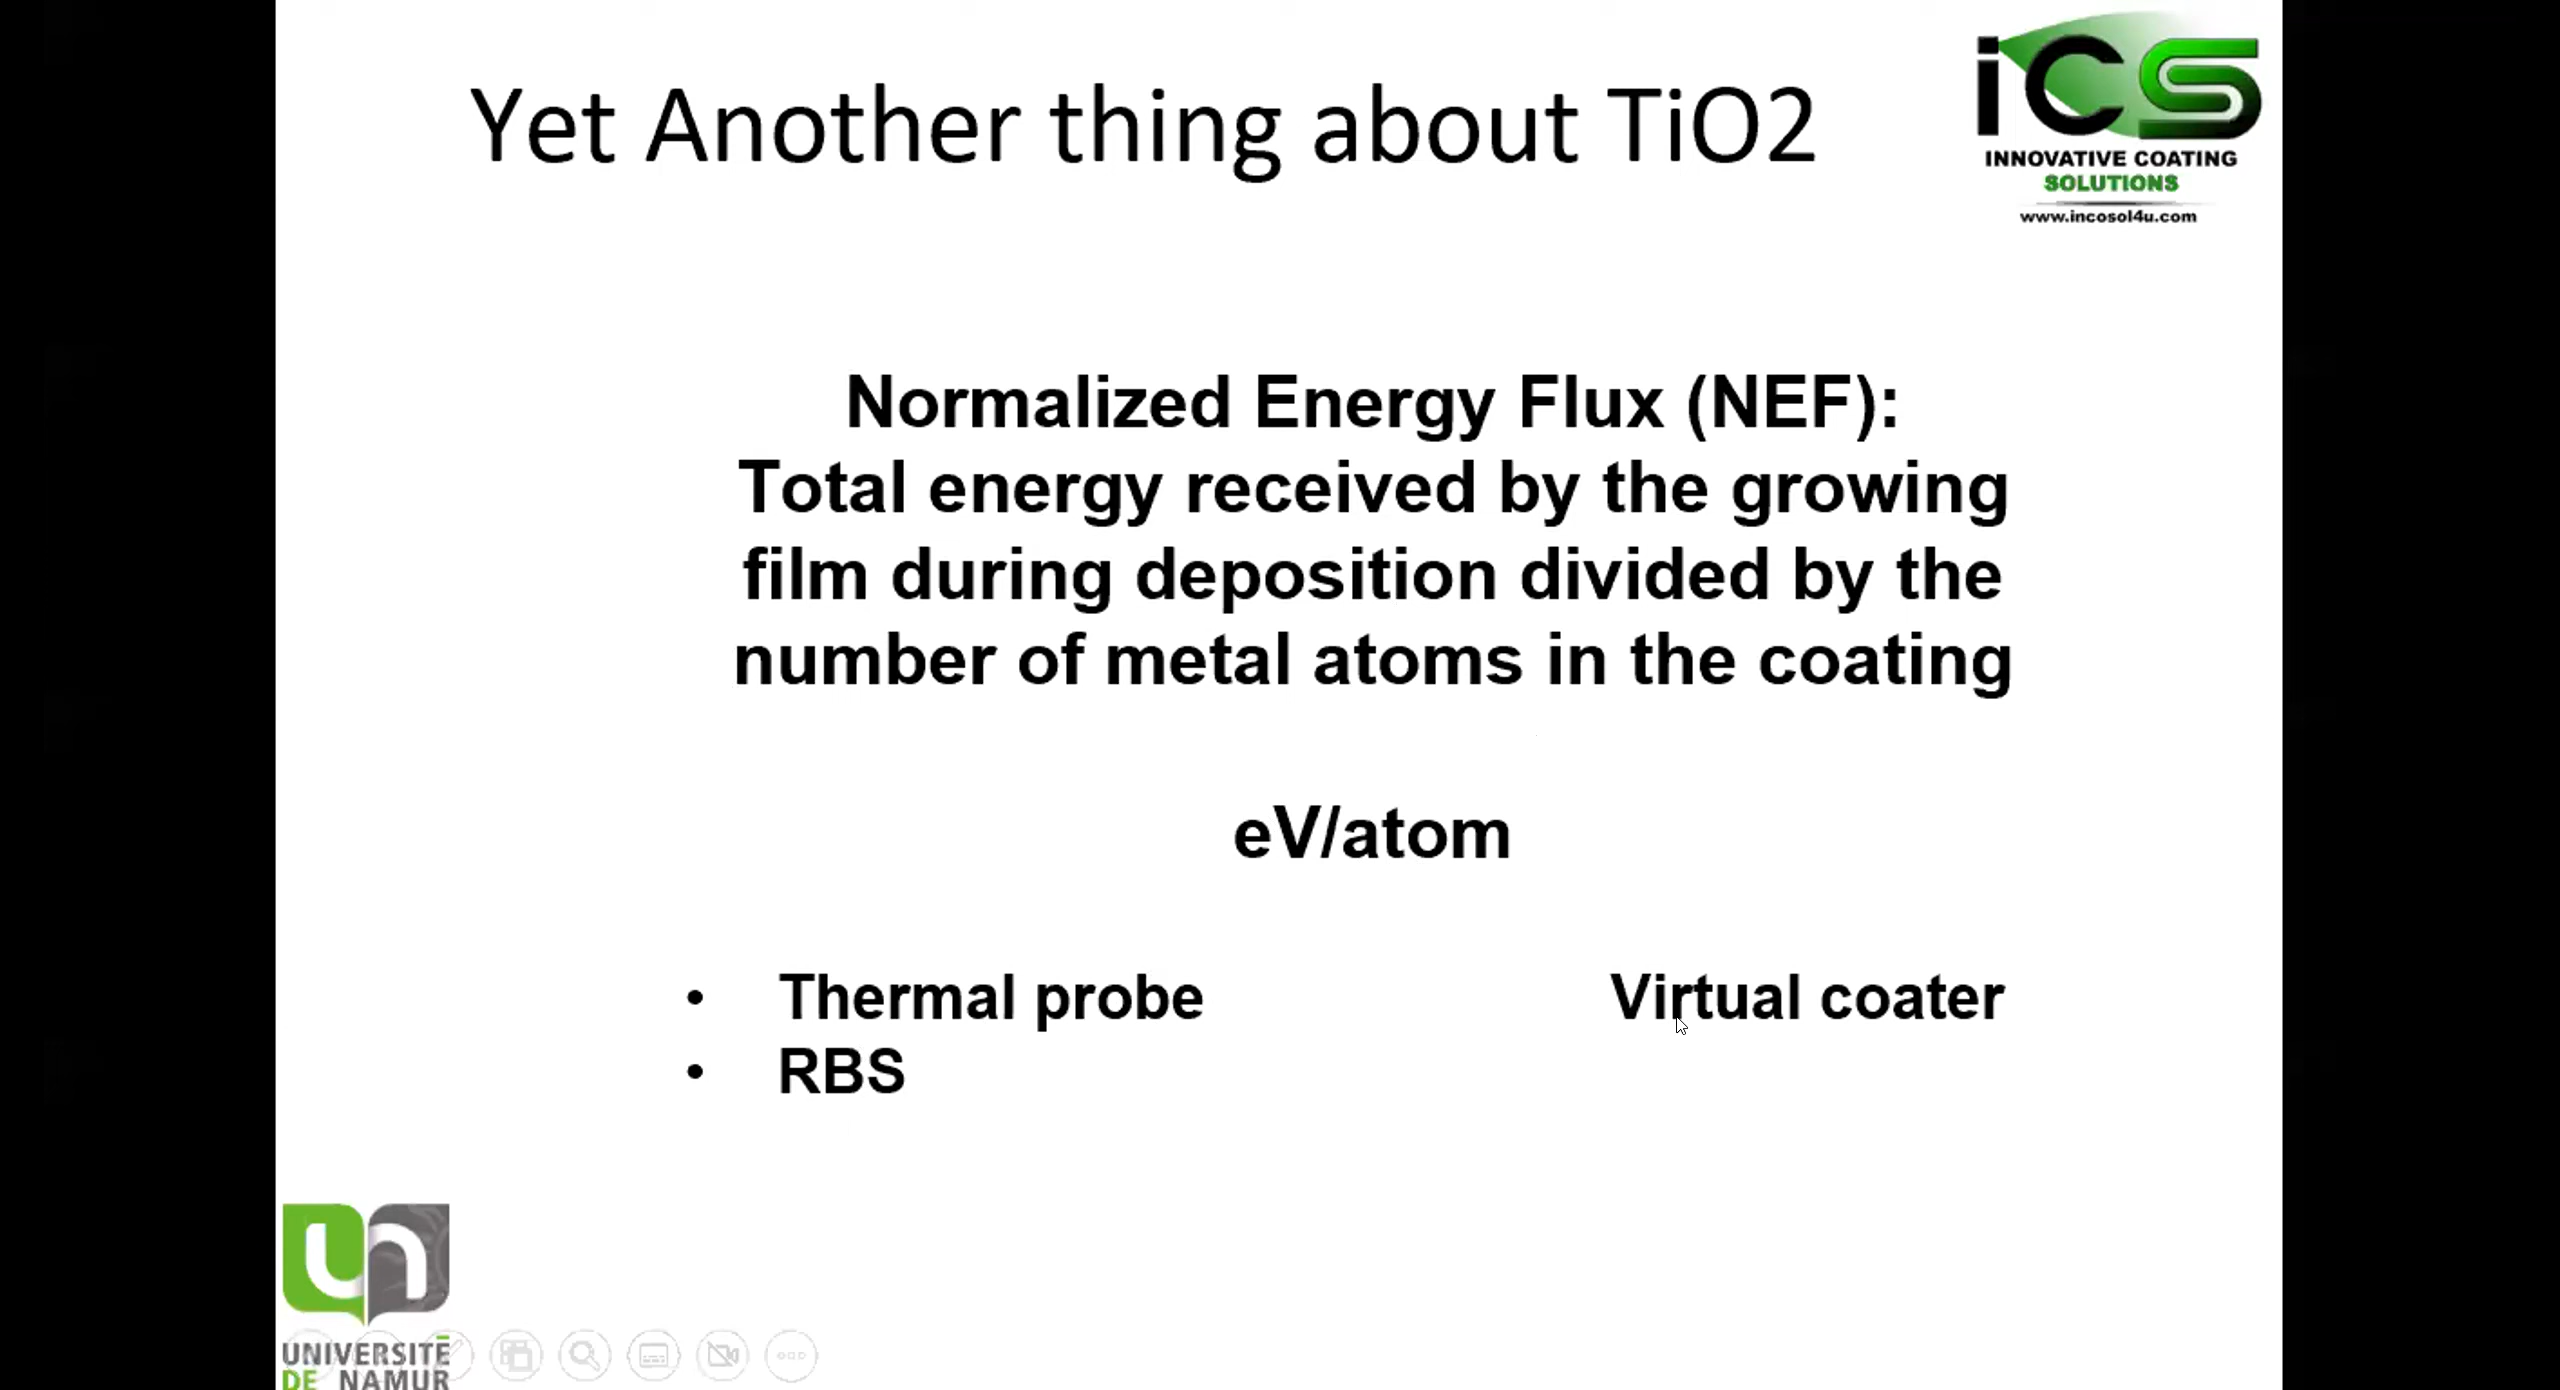 Yet Another thing about TiO2
iCS
INNOVATIVE COATING
SOLUTIONS
www.incosol4u.com
Normalized Energy Flux (NEF):
Total energy received by the growing
film during deposition divided by the
number of metal atoms in the coating
eV/atom
• Thermal probe
Virtual coater
• RBS
un
UNIVERSITÉ
DE NAMUR